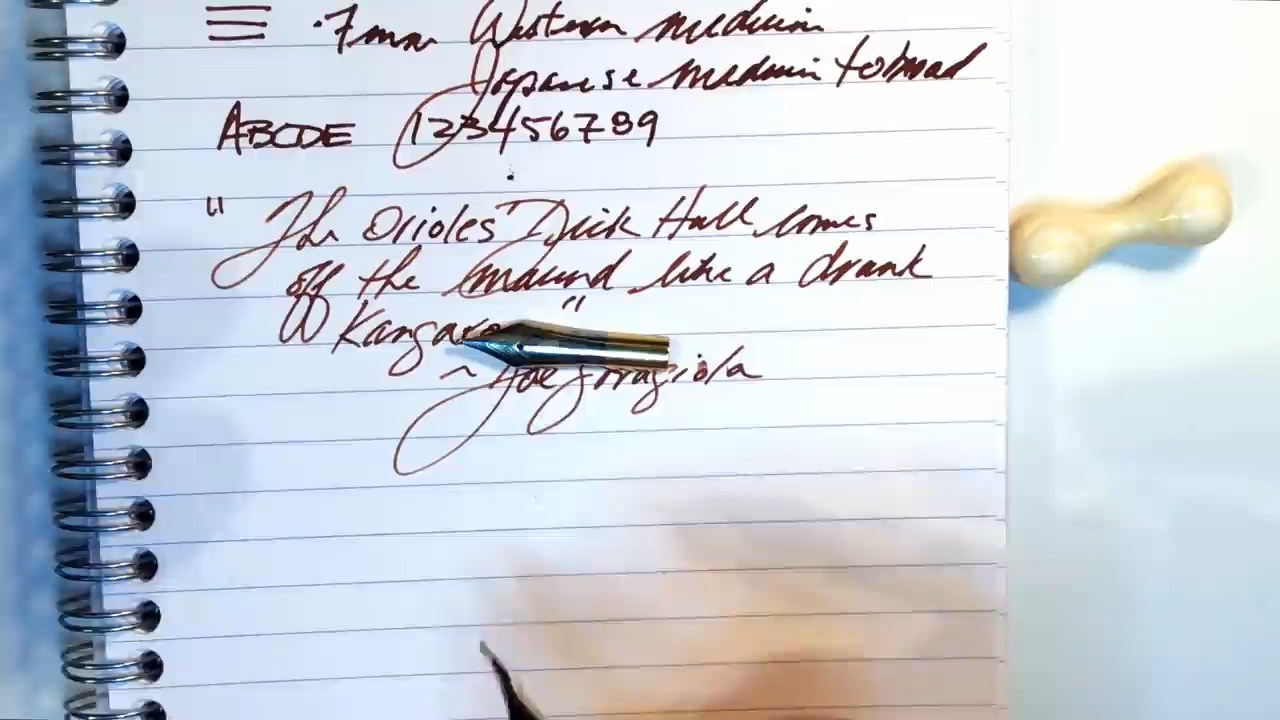 .7mm Western medium
Japanese medium to broad
ABCDE 123456789
"The Orioles Dick Hall comes
off the mound like a drunk
Kangaroo"
~ Joe Garagiola